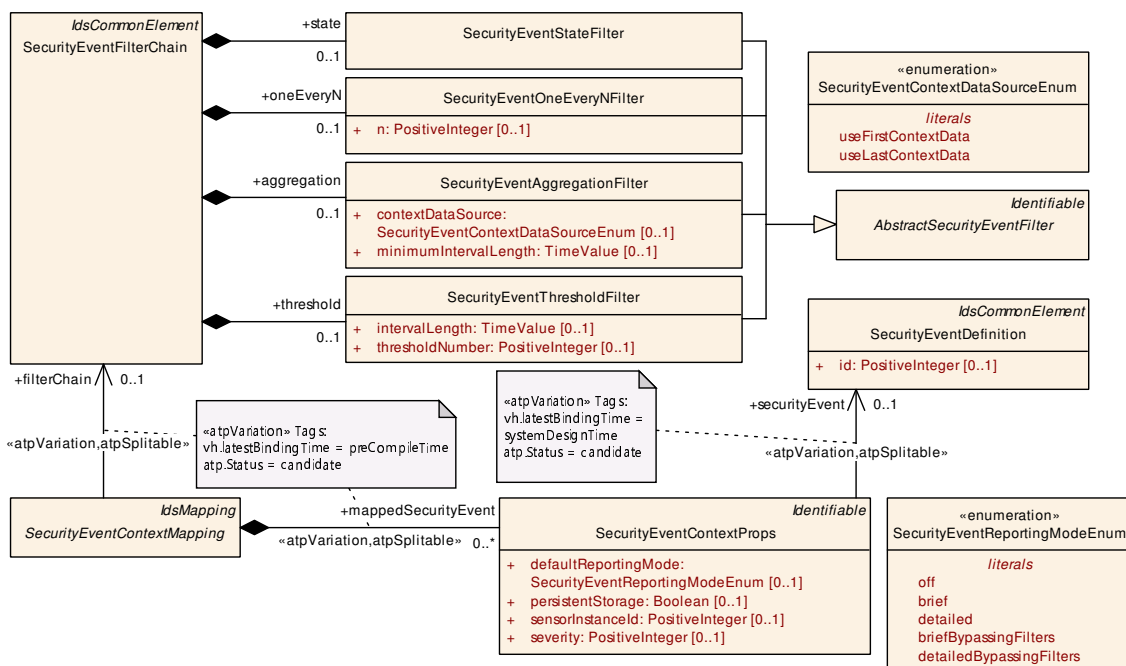 IdsCommonElement
SecurityEventFilterChain
+state
0..1
SecurityEventStateFilter
+oneEveryN
0..1
SecurityEventOneEveryNFilter
+ n: PositiveInteger [0..1]
+aggregation
0..1
SecurityEventAggregationFilter
+ contextDataSource:
SecurityEventContextDataSourceEnum [0..1]
+ minimumIntervalLength: TimeValue [0..1]
+threshold
0..1
SecurityEventThresholdFilter
+ intervalLength: TimeValue [0..1]
+ thresholdNumber: PositiveInteger [0..1]
«enumeration»
SecurityEventContextDataSourceEnum
literals
useFirstContextData
useLastContextData
Identifiable
AbstractSecurityEventFilter
IdsCommonElement
SecurityEventDefinition
+ id: PositiveInteger [0..1]
+filterChain
0..1
«atpVariation,atpSplitable»
«atpVariation» Tags:
vh.latestBindingTime = preCompileTime
atp.Status = candidate
«atpVariation» Tags:
vh.latestBindingTime =
systemDesignTime
atp.Status = candidate
+securityEvent
0..1
«atpVariation,atpSplitable»
IdsMapping
SecurityEventContextMapping
+mappedSecurityEvent
«atpVariation,atpSplitable»
0..*
Identifiable
SecurityEventContextProps
+ defaultReportingMode:
SecurityEventReportingModeEnum [0..1]
+ persistentStorage: Boolean [0..1]
+ sensorInstanceId: PositiveInteger [0..1]
+ severity: PositiveInteger [0..1]
«enumeration»
SecurityEventReportingModeEnum
literals
off
brief
detailed
briefBypassingFilters
detailedBypassingFilters